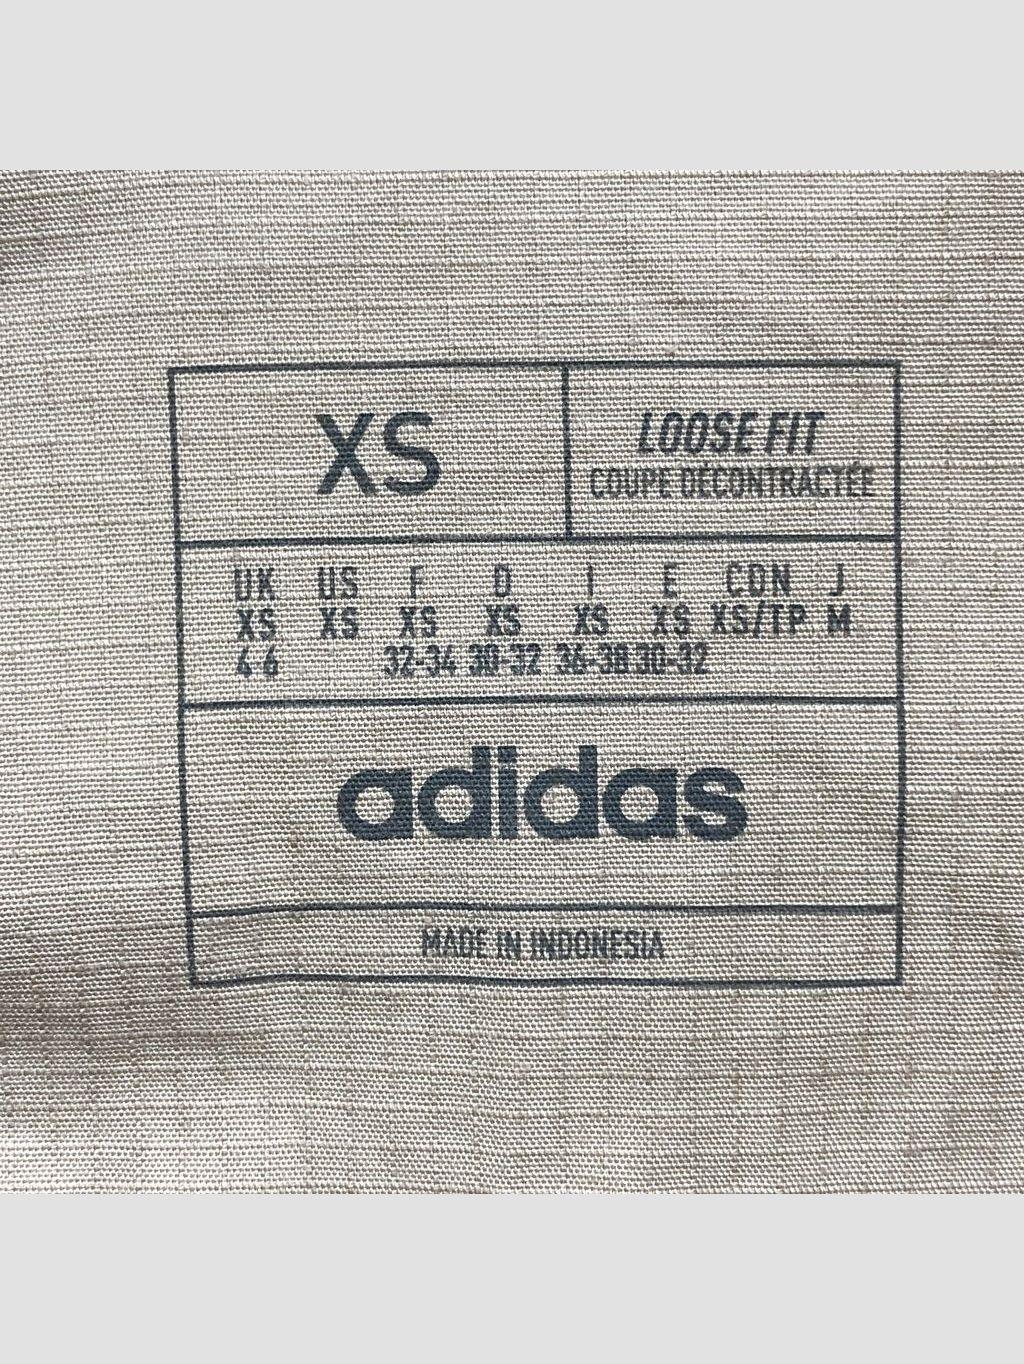 XS
LOOSE FIT
COUPE DÉCONTRACTÉE
UK US F D I E CDN J
XS XS XS XS XS XS XS/TP M
4-6 32-34 30-32 36-38 30-32
adidas
MADE IN INDONESIA